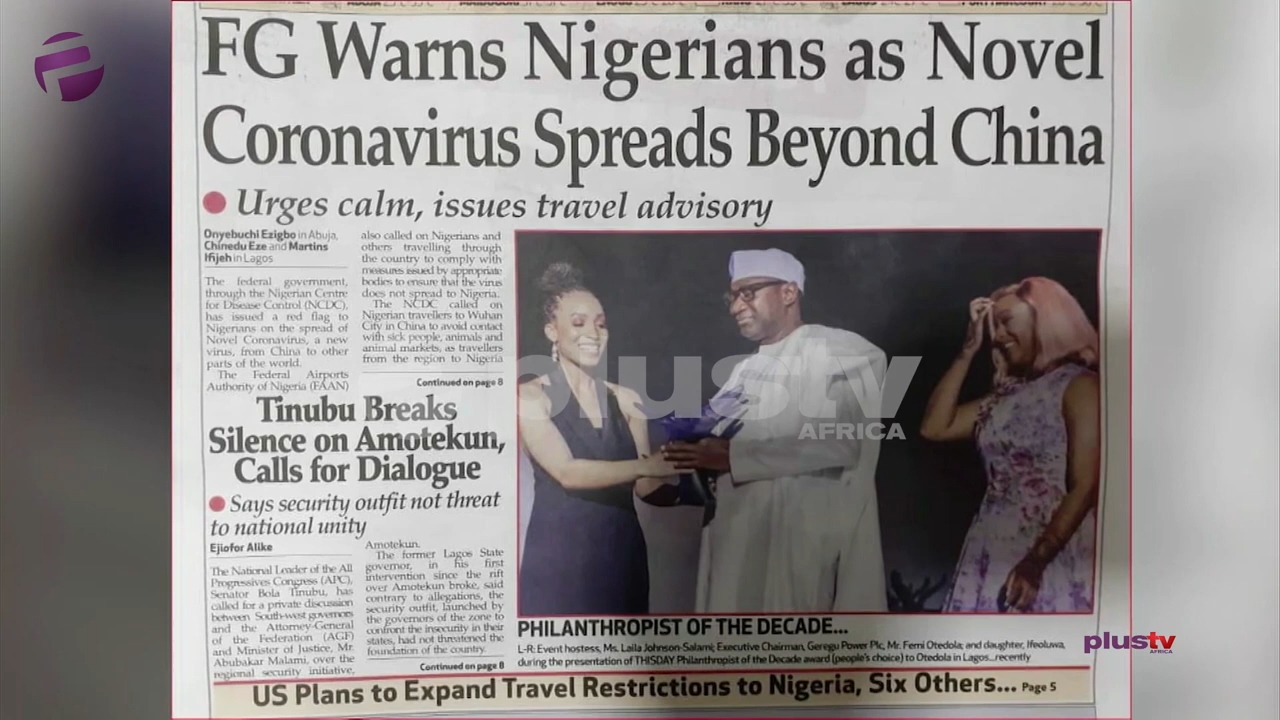 FG Warns Nigerians as Novel
Coronavirus Spreads Beyond China
Urges calm, issues travel advisory
Onyebuchi Ezigbo in Abuja,
Chinedu Eze and Martins
Ifijeh in Lagos
The federal government,
through the Nigerian Centre
for Disease Control (NCDC),
has issued a red flag to
Nigerians on the spread of
Novel Coronavirus, a new
virus, from China to other
parts of the world.
The Federal Airports
Authority of Nigeria (FAAN)
also called on Nigerians and
others travelling through
the country to comply with
measures issued by appropriate
bodies to ensure that the virus
does not spread to Nigeria.
The NCDC called on
Nigerian travellers to Wuhan
City in China to avoid contact
with sick people, animals and
animal markets, as travellers
from the region to Nigeria
Continued on page 8
Tinubu Breaks
Silence on Amotekun,
Calls for Dialogue
Says security outfit not threat
to national unity
Ejiofor Alike
The National Leader of the All
Progressives Congress (APC),
Senator Bola Tinubu, has
called for a private discussion
between South-west governors
and the Attorney-General
of the Federation (AGF)
and Minister of Justice, Mr.
Abubakar Malami, over the
regional security initiative,
Amotekun.
The former Lagos State
governor, in his first
intervention since the rift
over Amotekun broke, said
contrary to allegations, the
security outfit, launched by
the governors of the zone to
confront the insecurity in their
states, had not threatened the
foundation of the country.
Continued on page 8
plustv
AFRICA
PHILANTHROPIST OF THE DECADE...
L-R: Event hostess, Ms. Laila Johnson-Salami; Executive Chairman, Geregu Power Plc, Mr. Femi Otedola; and daughter, Ifeoluwa,
during the presentation of THISDAY Philanthropist of the Decade award (people's choice) to Otedola in Lagos...recently
plustv
AFRICA
US Plans to Expand Travel Restrictions to Nigeria, Six Others... Page 5